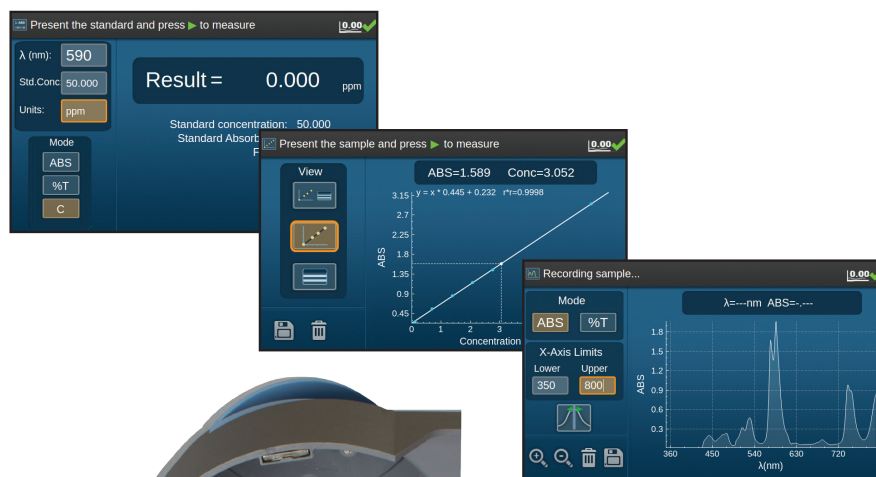 Present the standard and press ▶ to measure
0.00
λ (nm): 590
Std.Conc 50.000
Units: ppm
Mode
ABS
%T
C
Result = 0.000 ppm
Standard concentration: 50.000
Standard
Present the sample and press ▶ to measure
0.00
View
ABS=1.589 Conc=3.052
y = x * 0.445 + 0.232 r*r=0.9998
ABS
3.15
2.7
2.25
1.8
1.35
0.9
0.45
0 1 2 3
Concentration
Recording sample...
0.00
Mode
ABS %T
X-Axis Limits
Lower Upper
350 800
λ=---nm ABS=-.---
ABS
1.8
1.5
1.2
0.9
0.6
0.3
360 450 540 630 720
λ(nm)